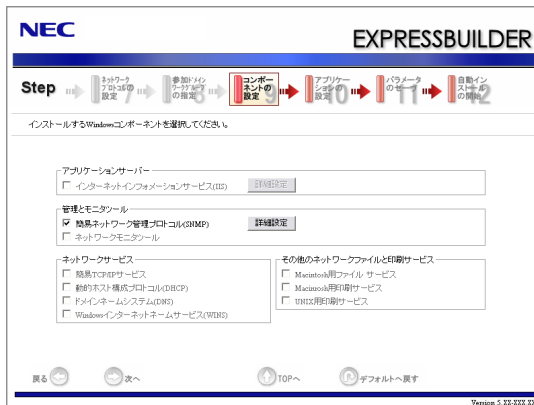 NEC
EXPRESSBUILDER
Step
ネットワーク
プロトコルの
設定
7
参加ドメイン
ワークグループ
の指定
8
コンポー
ネントの
設定
9
アプリケー
ションの
設定
10
パラメータ
のセーブ
11
自動イン
ストール
の開始
12
インストールするWindowsコンポーネントを選択してください。
アプリケーションサーバー
インターネットインフォメーションサービス(IIS)
詳細設定
管理とモニタツール
簡易ネットワーク管理プロトコル(SNMP)
詳細設定
ネットワークモニタツール
ネットワークサービス
簡易TCP/IPサービス
動的ホスト構成プロトコル(DHCP)
ドメインネームシステム(DNS)
Windowsインターネットネームサービス(WINS)
その他のネットワークファイルと印刷サービス
Macintosh用ファイル サービス
Macintosh用印刷サービス
UNIX用印刷サービス
戻る
次へ
TOPへ
デフォルトへ戻す
Version 5.XX-XXX.XX